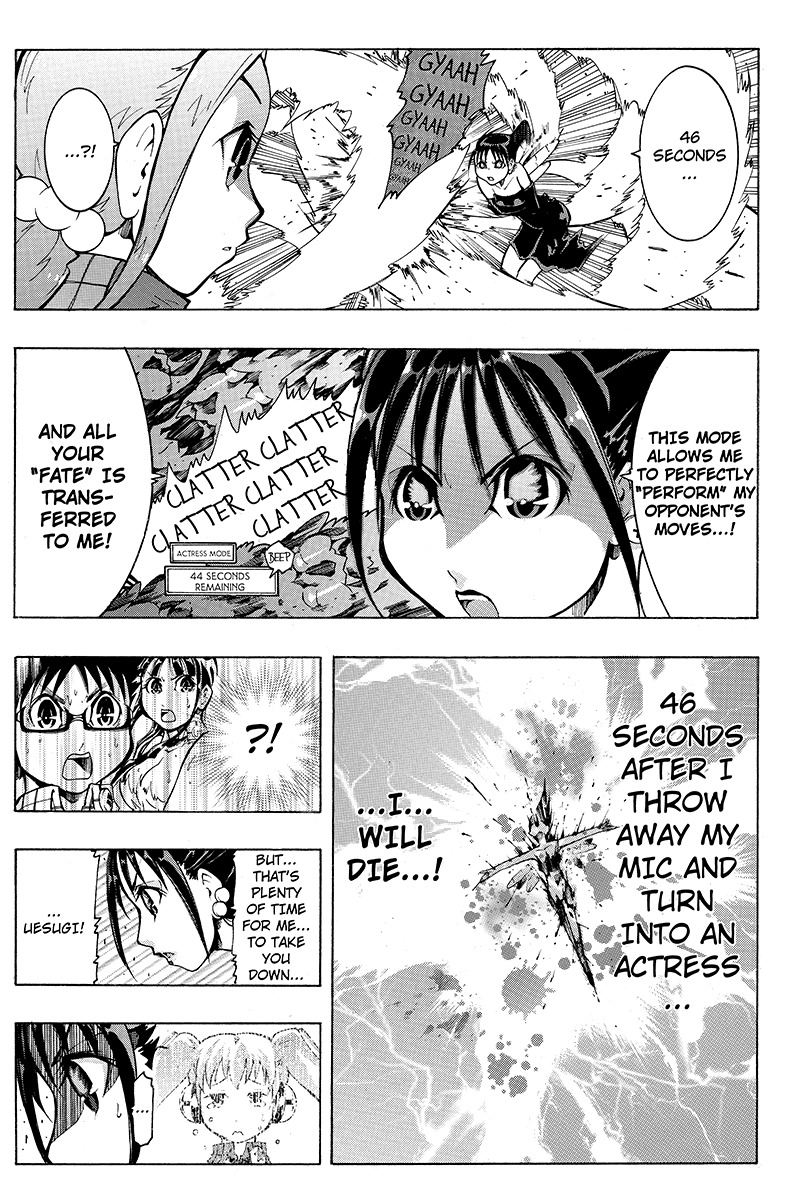 46
SECONDS
...
GYAAH
GYAAH
GYAAH
GYAAH
GYAAH
GYAAH
...?!
THIS MODE
ALLOWS ME
TO PERFECTLY
"PERFORM" MY
OPPONENT'S
MOVES...!
CLATTER CLATTER
CLATTER CLATTER
CLATTER
ACTRESS MODE
BEEP
44 SECONDS
REMAINING
AND ALL
YOUR
"FATE" IS
TRANS-
FERRED
TO ME!
46
SECONDS
AFTER I
THROW
AWAY MY
MIC AND
TURN
INTO AN
ACTRESS
...
...I...
WILL
DIE...!
?!
BUT...
THAT'S
PLENTY
OF TIME
FOR ME...
TO TAKE
YOU
DOWN...
...
UESUGI!
....